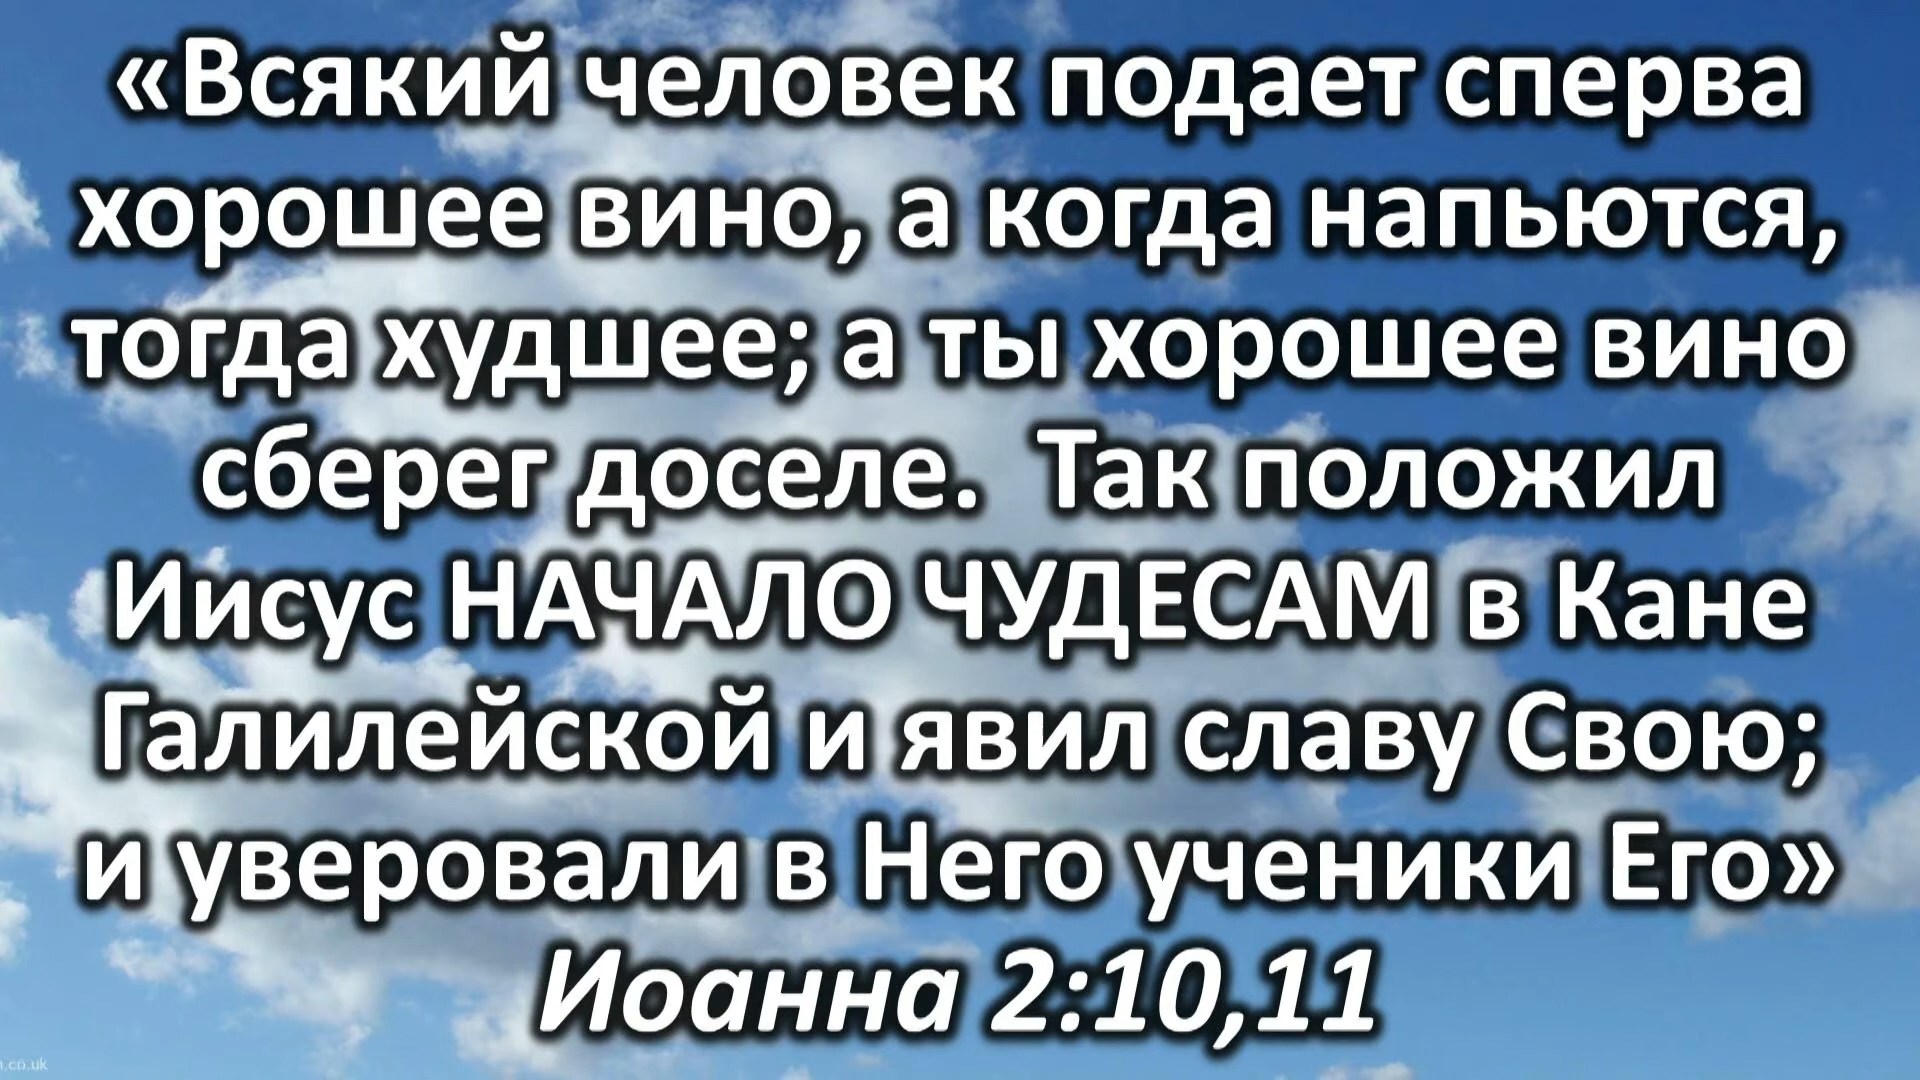 «Всякий человек подает сперва
хорошее вино, а когда напьются,
тогда худшее; а ты хорошее вино
сберег доселе.  Так положил
Иисус НАЧАЛО ЧУДЕСАМ в Кане
Галилейской и явил славу Свою;
и уверовали в Него ученики Его»
Иоанна 2:10,11